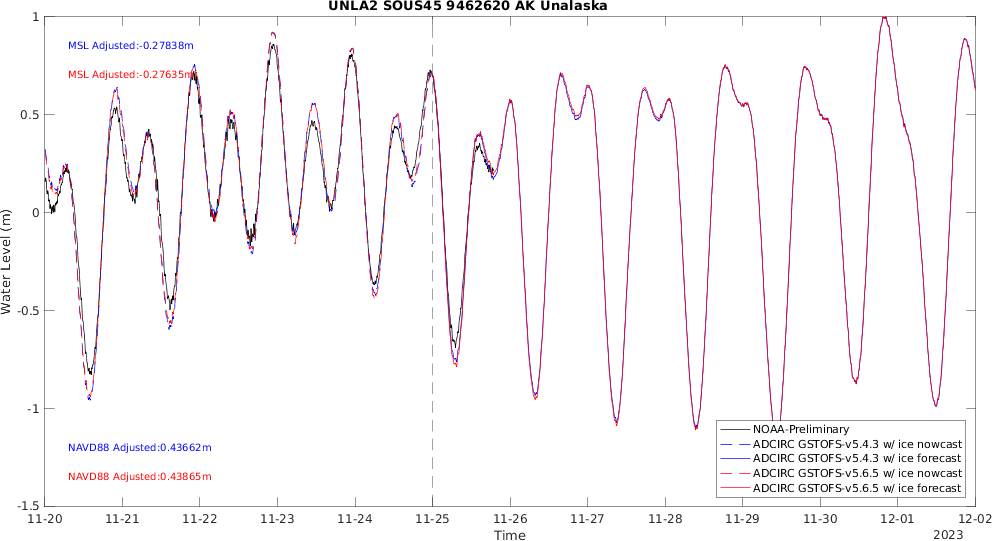 UNLA2 SOUS45 9462620 AK Unalaska
MSL Adjusted:-0.27838m
MSL Adjusted:-0.27635m
NAVD88 Adjusted:0.43662m
NAVD88 Adjusted:0.43865m
Water Level (m)
1
0.5
0
-0.5
-1
-1.5
NOAA-Preliminary
ADCIRC GSTOFS-v5.4.3 w/ ice nowcast
ADCIRC GSTOFS-v5.4.3 w/ ice forecast
ADCIRC GSTOFS-v5.6.5 w/ ice nowcast
ADCIRC GSTOFS-v5.6.5 w/ ice forecast
11-20 11-21 11-22 11-23 11-24 11-25 11-26 11-27 11-28 11-29 11-30 12-01 12-02
Time
2023